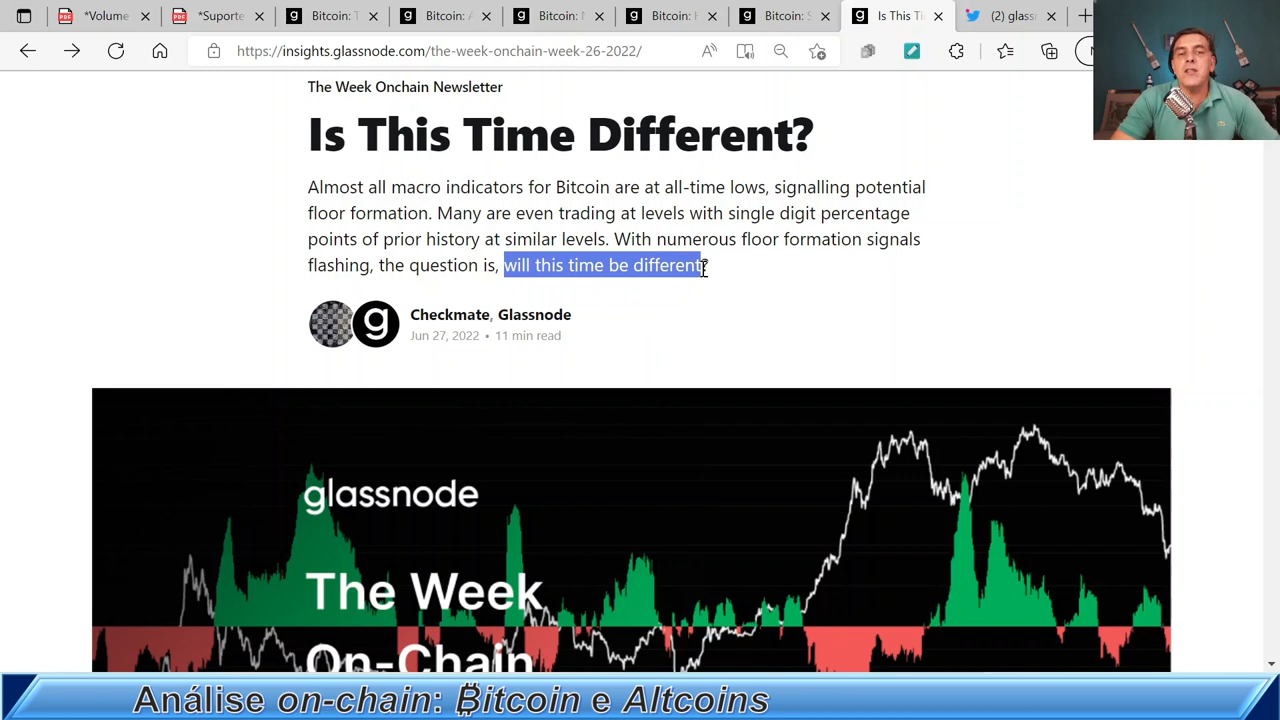 *Volume
*Suporte
Bitcoin: T
Bitcoin: A
Bitcoin: N
Bitcoin:
Bitcoin: S
Is This Ti
(2) glass
https://insights.glassnode.com/the-week-onchain-week-26-2022/
The Week Onchain Newsletter
Is This Time Different?
Almost all macro indicators for Bitcoin are at all-time lows, signalling potential
floor formation. Many are even trading at levels with single digit percentage
points of prior history at similar levels. With numerous floor formation signals
flashing, the question is, will this time be different?
Checkmate, Glassnode
Jun 27, 2022 • 11 min read
glassnode
The Week
On-Chain
Análise on-chain: ₿itcoin e Altcoins